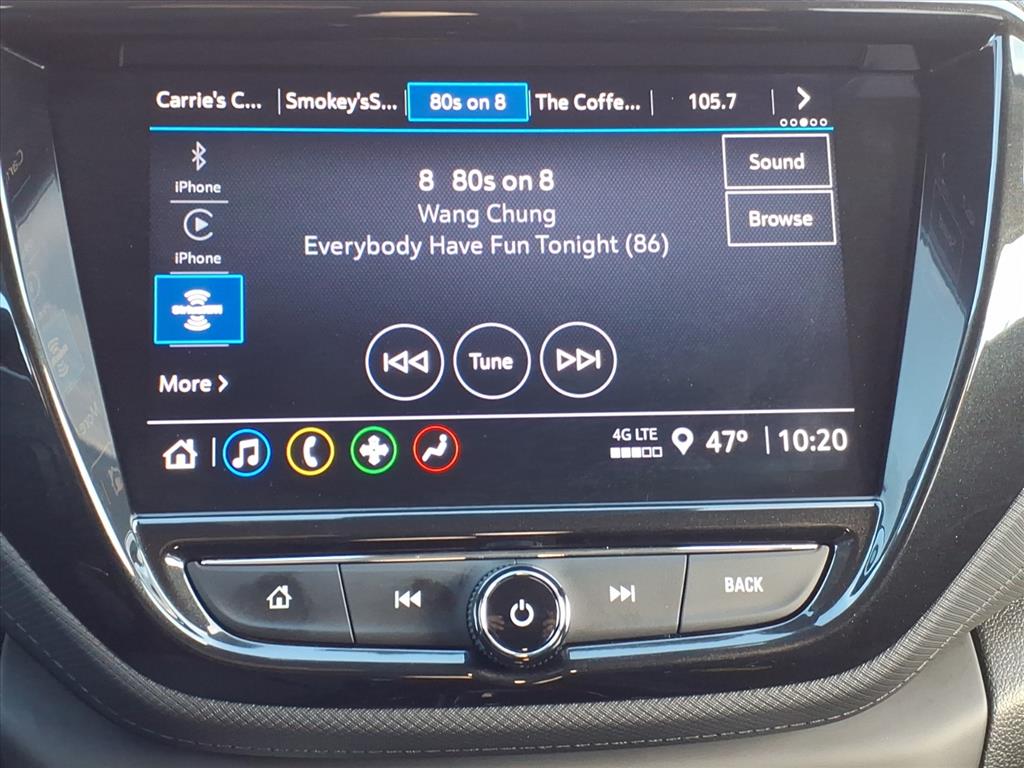 Carrie's C... Smokey'sS... 80s on 8 The Coffe... 105.7
iPhone
iPhone
More
8 80s on 8
Wang Chung
Everybody Have Fun Tonight (86)
Sound
Browse
Tune
4G LTE 47° 10:20
BACK